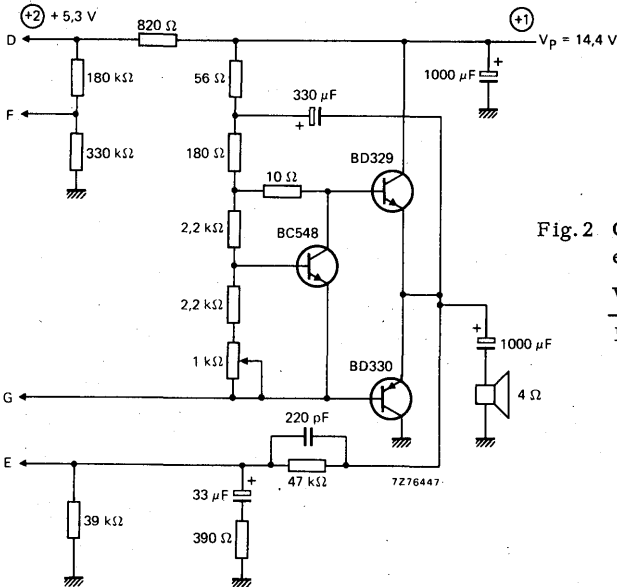 +2 + 5,3 V
820 Ω
+1
D
VP = 14,4 V
180 kΩ
56 Ω
330 μF
+
1000 μF
+
F
180 Ω
BD329
330 kΩ
10 Ω
2,2 kΩ
BC548
Fig. 2
2,2 kΩ
+
1000 μF
1 kΩ
BD330
4 Ω
G
220 pF
E
+
47 kΩ
7Z76447
33 μF
39 kΩ
390 Ω